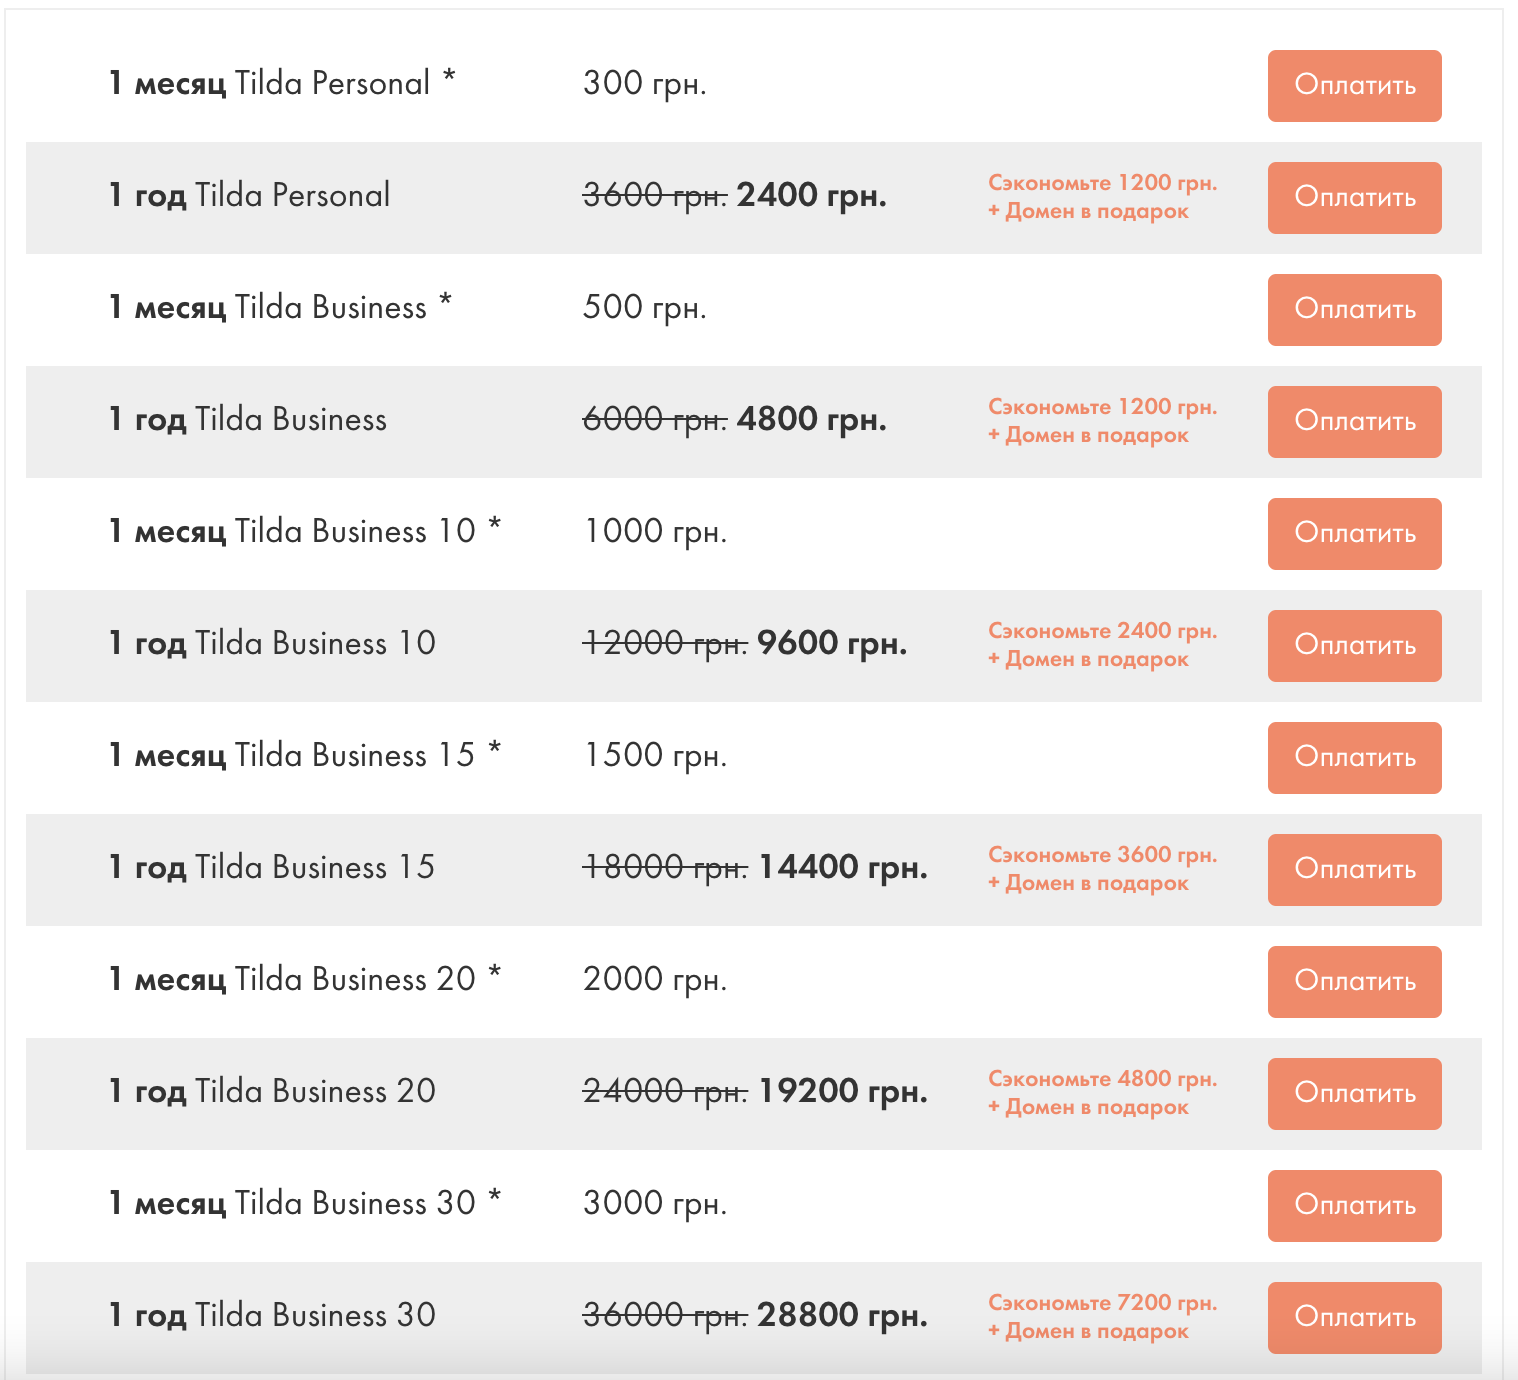 1 месяц Tilda Personal * 300 грн. Оплатить
1 год Tilda Personal 3600 грн. 2400 грн. Сэкономьте 1200 грн. Оплатить
+ Домен в подарок
1 месяц Tilda Business * 500 грн. Оплатить
1 год Tilda Business 6000 грн. 4800 грн. Сэкономьте 1200 грн. Оплатить
+ Домен в подарок
1 месяц Tilda Business 10 * 1000 грн. Оплатить
1 год Tilda Business 10 12000 грн. 9600 грн. Сэкономьте 2400 грн. Оплатить
+ Домен в подарок
1 месяц Tilda Business 15 * 1500 грн. Оплатить
1 год Tilda Business 15 18000 грн. 14400 грн. Сэкономьте 3600 грн. Оплатить
+ Домен в подарок
1 месяц Tilda Business 20 * 2000 грн. Оплатить
1 год Tilda Business 20 24000 грн. 19200 грн. Сэкономьте 4800 грн. Оплатить
+ Домен в подарок
1 месяц Tilda Business 30 * 3000 грн. Оплатить
1 год Tilda Business 30 36000 грн. 28800 грн. Сэкономьте 7200 грн. Оплатить
+ Домен в подарок